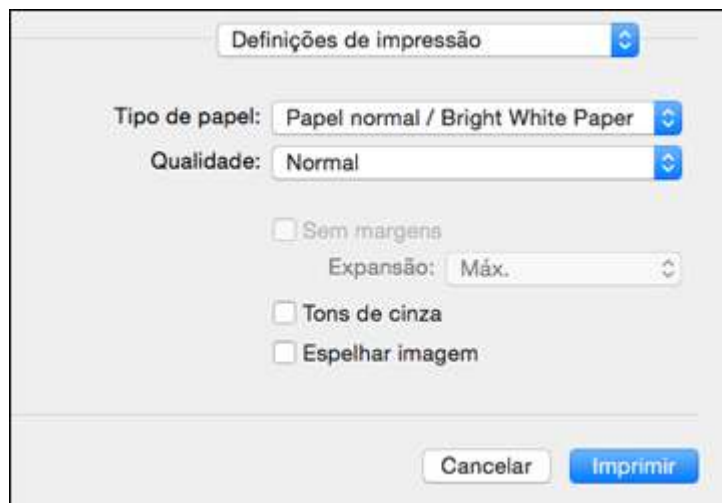 Definições de impressão
Tipo de papel: Papel normal / Bright White Paper
Qualidade: Normal
Sem margens
Expansão: Máx.
Tons de cinza
Espelhar imagem
Cancelar Imprimir